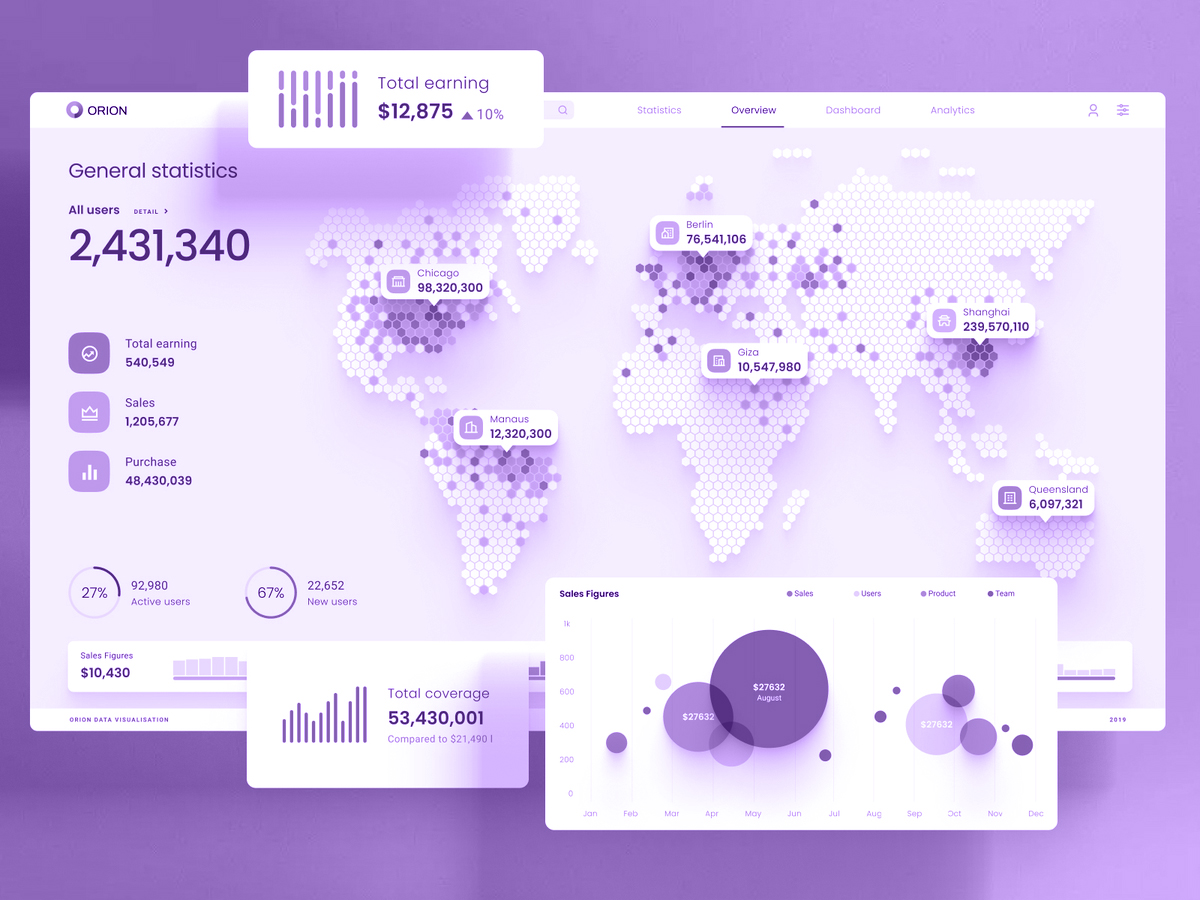 Total earning
$12,875 10%
ORION
Statistics Overview Dashboard Analytics
General statistics
All users DETAIL
2,431,340
Total earning
540,549
Sales
1,205,677
Purchase
48,430,039
27%
92,980
Active users
67%
22,652
New users
Berlin
76,541,106
Chicago
98,320,300
Shanghai
239,570,110
Giza
10,547,980
Manaus
12,320,300
Queensland
6,097,321
Sales Figures
$10,430
Total coverage
53,430,001
Compared to $21,490 l
Sales Figures
Sales Users Product Team
1k
800
600
400
200
0
$27632
$27632
August
$27632
Jan Feb Mar Apr May Jun Jul Aug Sep Oct Nov Dec
ORION DATA VISUALISATION
2019